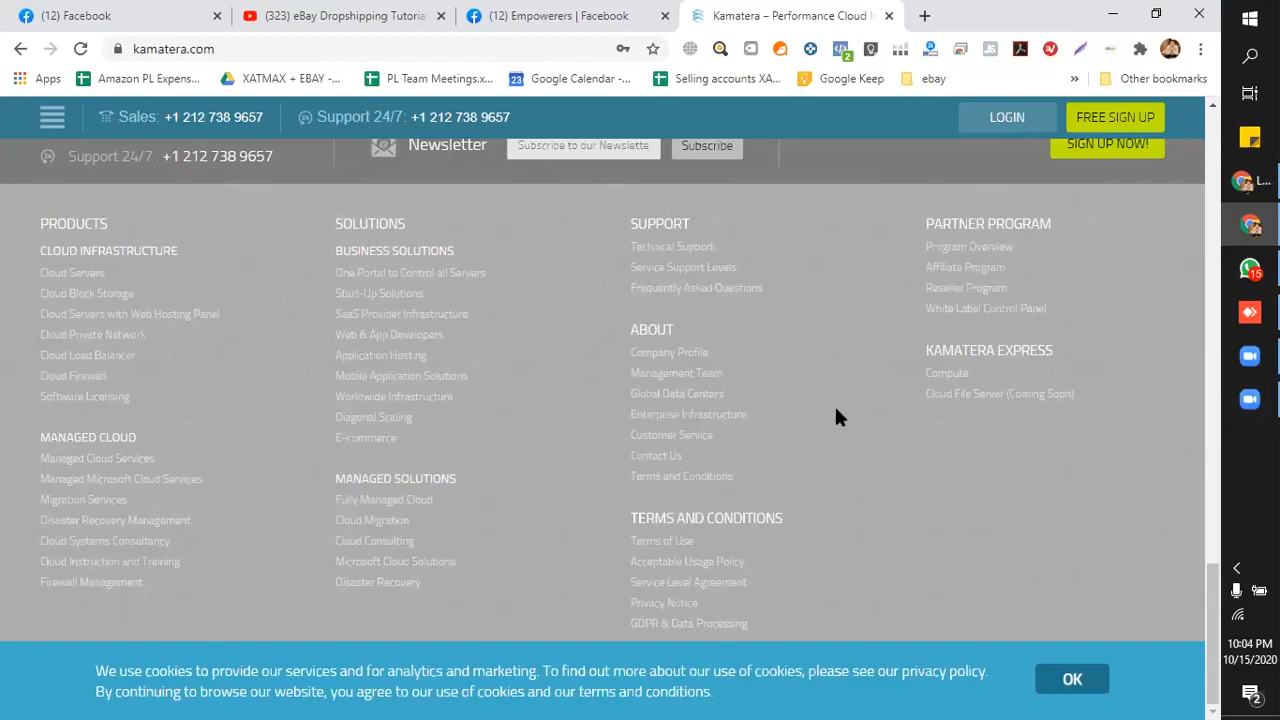 (12) Facebook
(323) eBay Dropshipping Tutoria
(12) Empowerers | Facebook
Kamatera – Performance Cloud In
kamatera.com
2
Apps
Amazon PL Expens...
XATMAX + EBAY -...
PL Team Meetings.x...
23
Google Calendar -...
Selling accounts XA...
Google Keep
ebay
Other bookmarks
Sales: +1 212 738 9657
Support 24/7: +1 212 738 9657
LOGIN
FREE SIGN UP
Support 24/7 : +1 212 738 9657
Newsletter
Subscribe to our Newslette
Subscribe
SIGN UP NOW!
PRODUCTS
CLOUD INFRASTRUCTURE
Cloud Servers
Cloud Block Storage
Cloud Servers with Web Hosting Panel
Cloud Private Network
Cloud Load Balancer
Cloud Firewall
Software Licensing
MANAGED CLOUD
Managed Cloud Services
Managed Microsoft Cloud Services
Migration Services
Disaster Recovery Management
Cloud Systems Consultancy
Cloud Instruction and Training
Firewall Management
SOLUTIONS
BUSINESS SOLUTIONS
One Portal to Control all Servers
Start-Up Solutions
SaaS Provider Infrastructure
Web & App Developers
Application Hosting
Mobile Application Solutions
Worldwide Infrastructure
Diagonal Scaling
E-commerce
MANAGED SOLUTIONS
Fully Managed Cloud
Cloud Migration
Cloud Consulting
Microsoft Cloud Solutions
Disaster Recovery
SUPPORT
Technical Support
Service Support Levels
Frequently Asked Questions
ABOUT
Company Profile
Management Team
Global Data Centers
Enterprise Infrastructure
Customer Service
Contact Us
Terms and Conditions
TERMS AND CONDITIONS
Terms of Use
Acceptable Usage Policy
Service Level Agreement
Privacy Notice
GDPR & Data Processing
PARTNER PROGRAM
Program Overview
Affiliate Program
Reseller Program
White Label Control Panel
KAMATERA EXPRESS
Compute
Cloud File Server (Coming Soon)
We use cookies to provide our services and for analytics and marketing. To find out more about our use of cookies, please see our privacy policy.
By continuing to browse our website, you agree to our use of cookies and our terms and conditions.
OK
L...
15
10:04 PM
10/15/2020
2